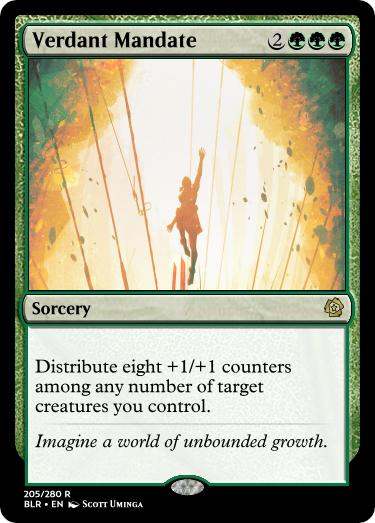 Verdant Mandate 2
Sorcery
Distribute eight +1/+1 counters
among any number of target
creatures you control.
Imagine a world of unbounded growth.
205/280 R
BLR • EN Scott Uminga